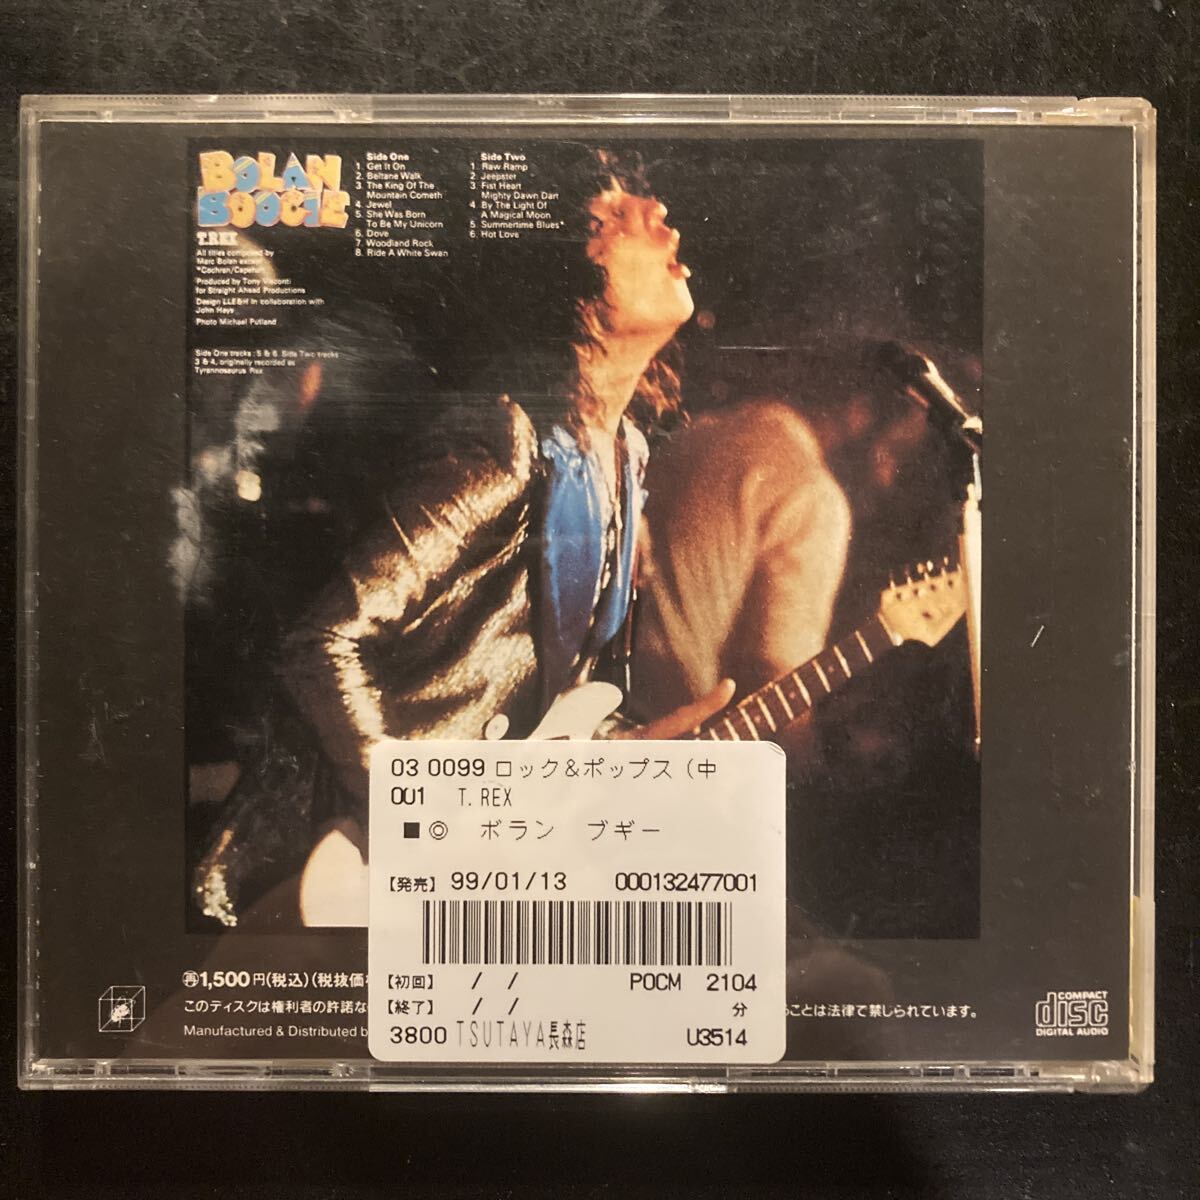 BOLAN
BOOGIE
T.REX
All titles composed by
Marc Bolan except
*Cochran/Capehart
Produced by Tony Visconti
for Straight Ahead Productions
Design LLE&H In collaboration with
John Hays
Photo Michael Putland
Side One tracks : 5 & 6 Side Two tracks
3 & 4, originally recorded as
Tyrannosaurus Rex
Side One
1. Get It On
2. Beltane Walk
3. The King Of The
Mountain Cometh
4. Jewel
5. She Was Born
To Be My Unicorn
6. Dove
7. Woodland Rock
8. Ride A White Swan
Side Two
1. Raw Ramp
2. Jeepster
3. Fist Heart
Mighty Dawn Dart
4. By The Light Of
A Magical Moon
5. Summertime Blues*
6. Hot Love
03 0099 ロック&ポップス (中
001 T. REX
■◎ ボラン ブギー
【発売】 99/01/13 000132477001
【初回】 / / POCM 2104
【終了】 / / 分
3800 TSUTAYA長森店 U3514
再1,500円(税込)(税抜価
このディスクは権利者の許諾な
ことは法律で禁じられています。
Manufactured & Distributed b
COMPACT
disc
DIGITAL AUDIO